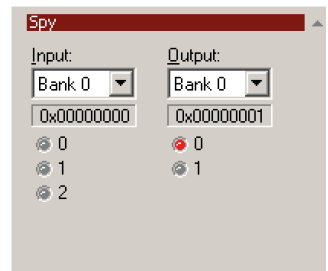 Spy
Input: Output:
Bank 0 Bank 0
0x00000000 0x00000001
0 0
1 1
2